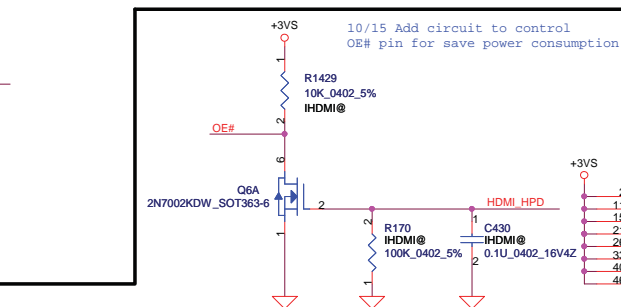 10/15 Add circuit to control
OE# pin for save power consumption
+3VS
1
R1429
10K_0402_5%
IHDMI@
2
OE#
6
Q6A
2N7002KDW_SOT363-6
2
1
HDMI_HPD
2
R170
IHDMI@
100K_0402_5%
1
1
C430
IHDMI@
0.1U_0402_16V4Z
2
+3VS